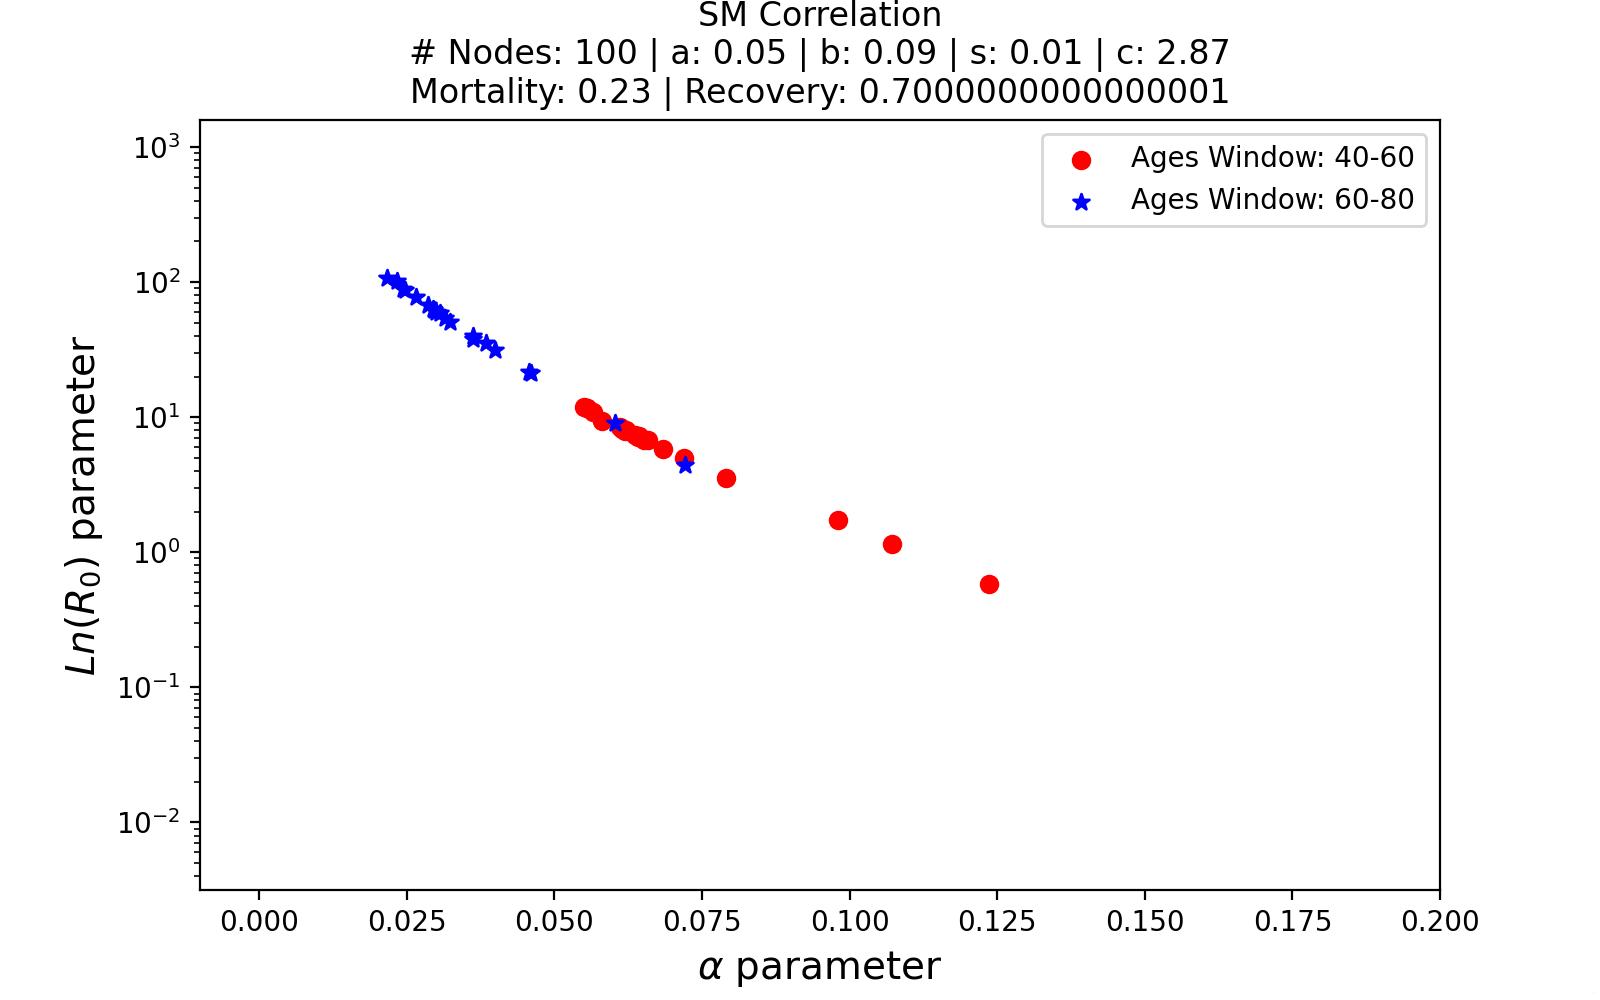 SM Correlation
# Nodes: 100 | a: 0.05 | b: 0.09 | s: 0.01 | c: 2.87
Mortality: 0.23 | Recovery: 0.7000000000000001
Ages Window: 40-60
Ages Window: 60-80
10³
10²
10¹
10⁰
10⁻¹
10⁻²
Ln(R₀) parameter
0.000 0.025 0.050 0.075 0.100 0.125 0.150 0.175 0.200
α parameter